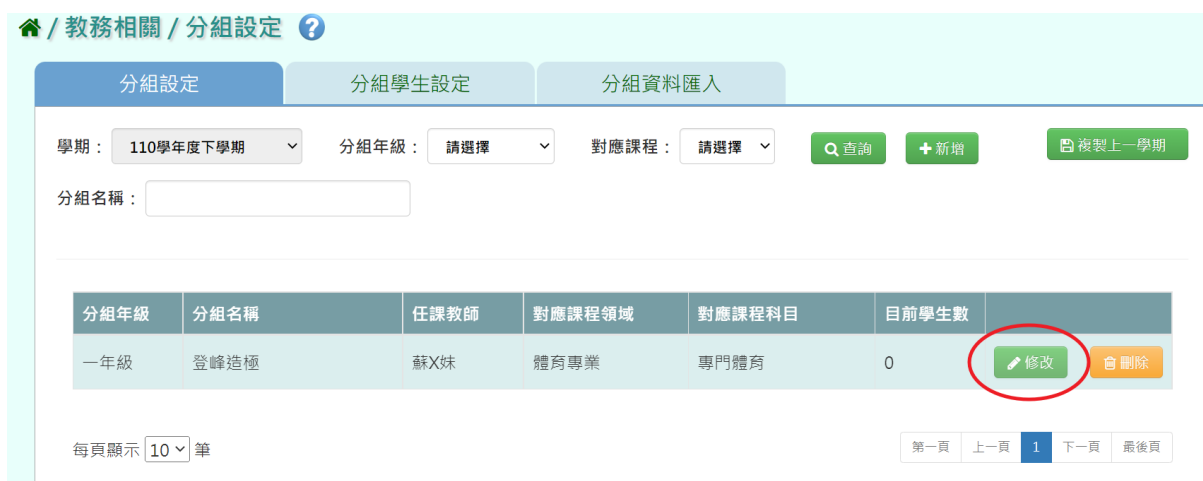 / 教務相關 / 分組設定 ?
分組設定 分組學生設定 分組資料匯入
學期： 110學年度下學期 分組年級： 請選擇 對應課程： 請選擇 查詢 新增 複製上一學期
分組名稱：
分組年級 分組名稱 任課教師 對應課程領域 對應課程科目 目前學生數
一年級 登峰造極 蘇X妹 體育專業 專門體育 0 修改 刪除
每頁顯示 10 筆 第一頁 上一頁 1 下一頁 最後頁